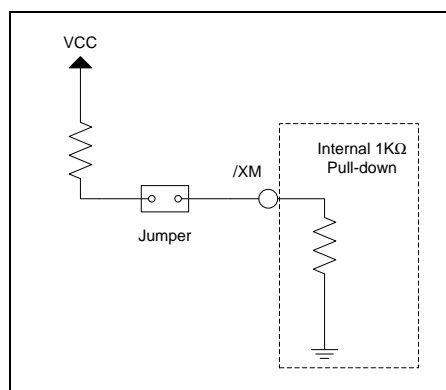 VCC
Internal 1KΩ
Pull-down
/XM
Jumper